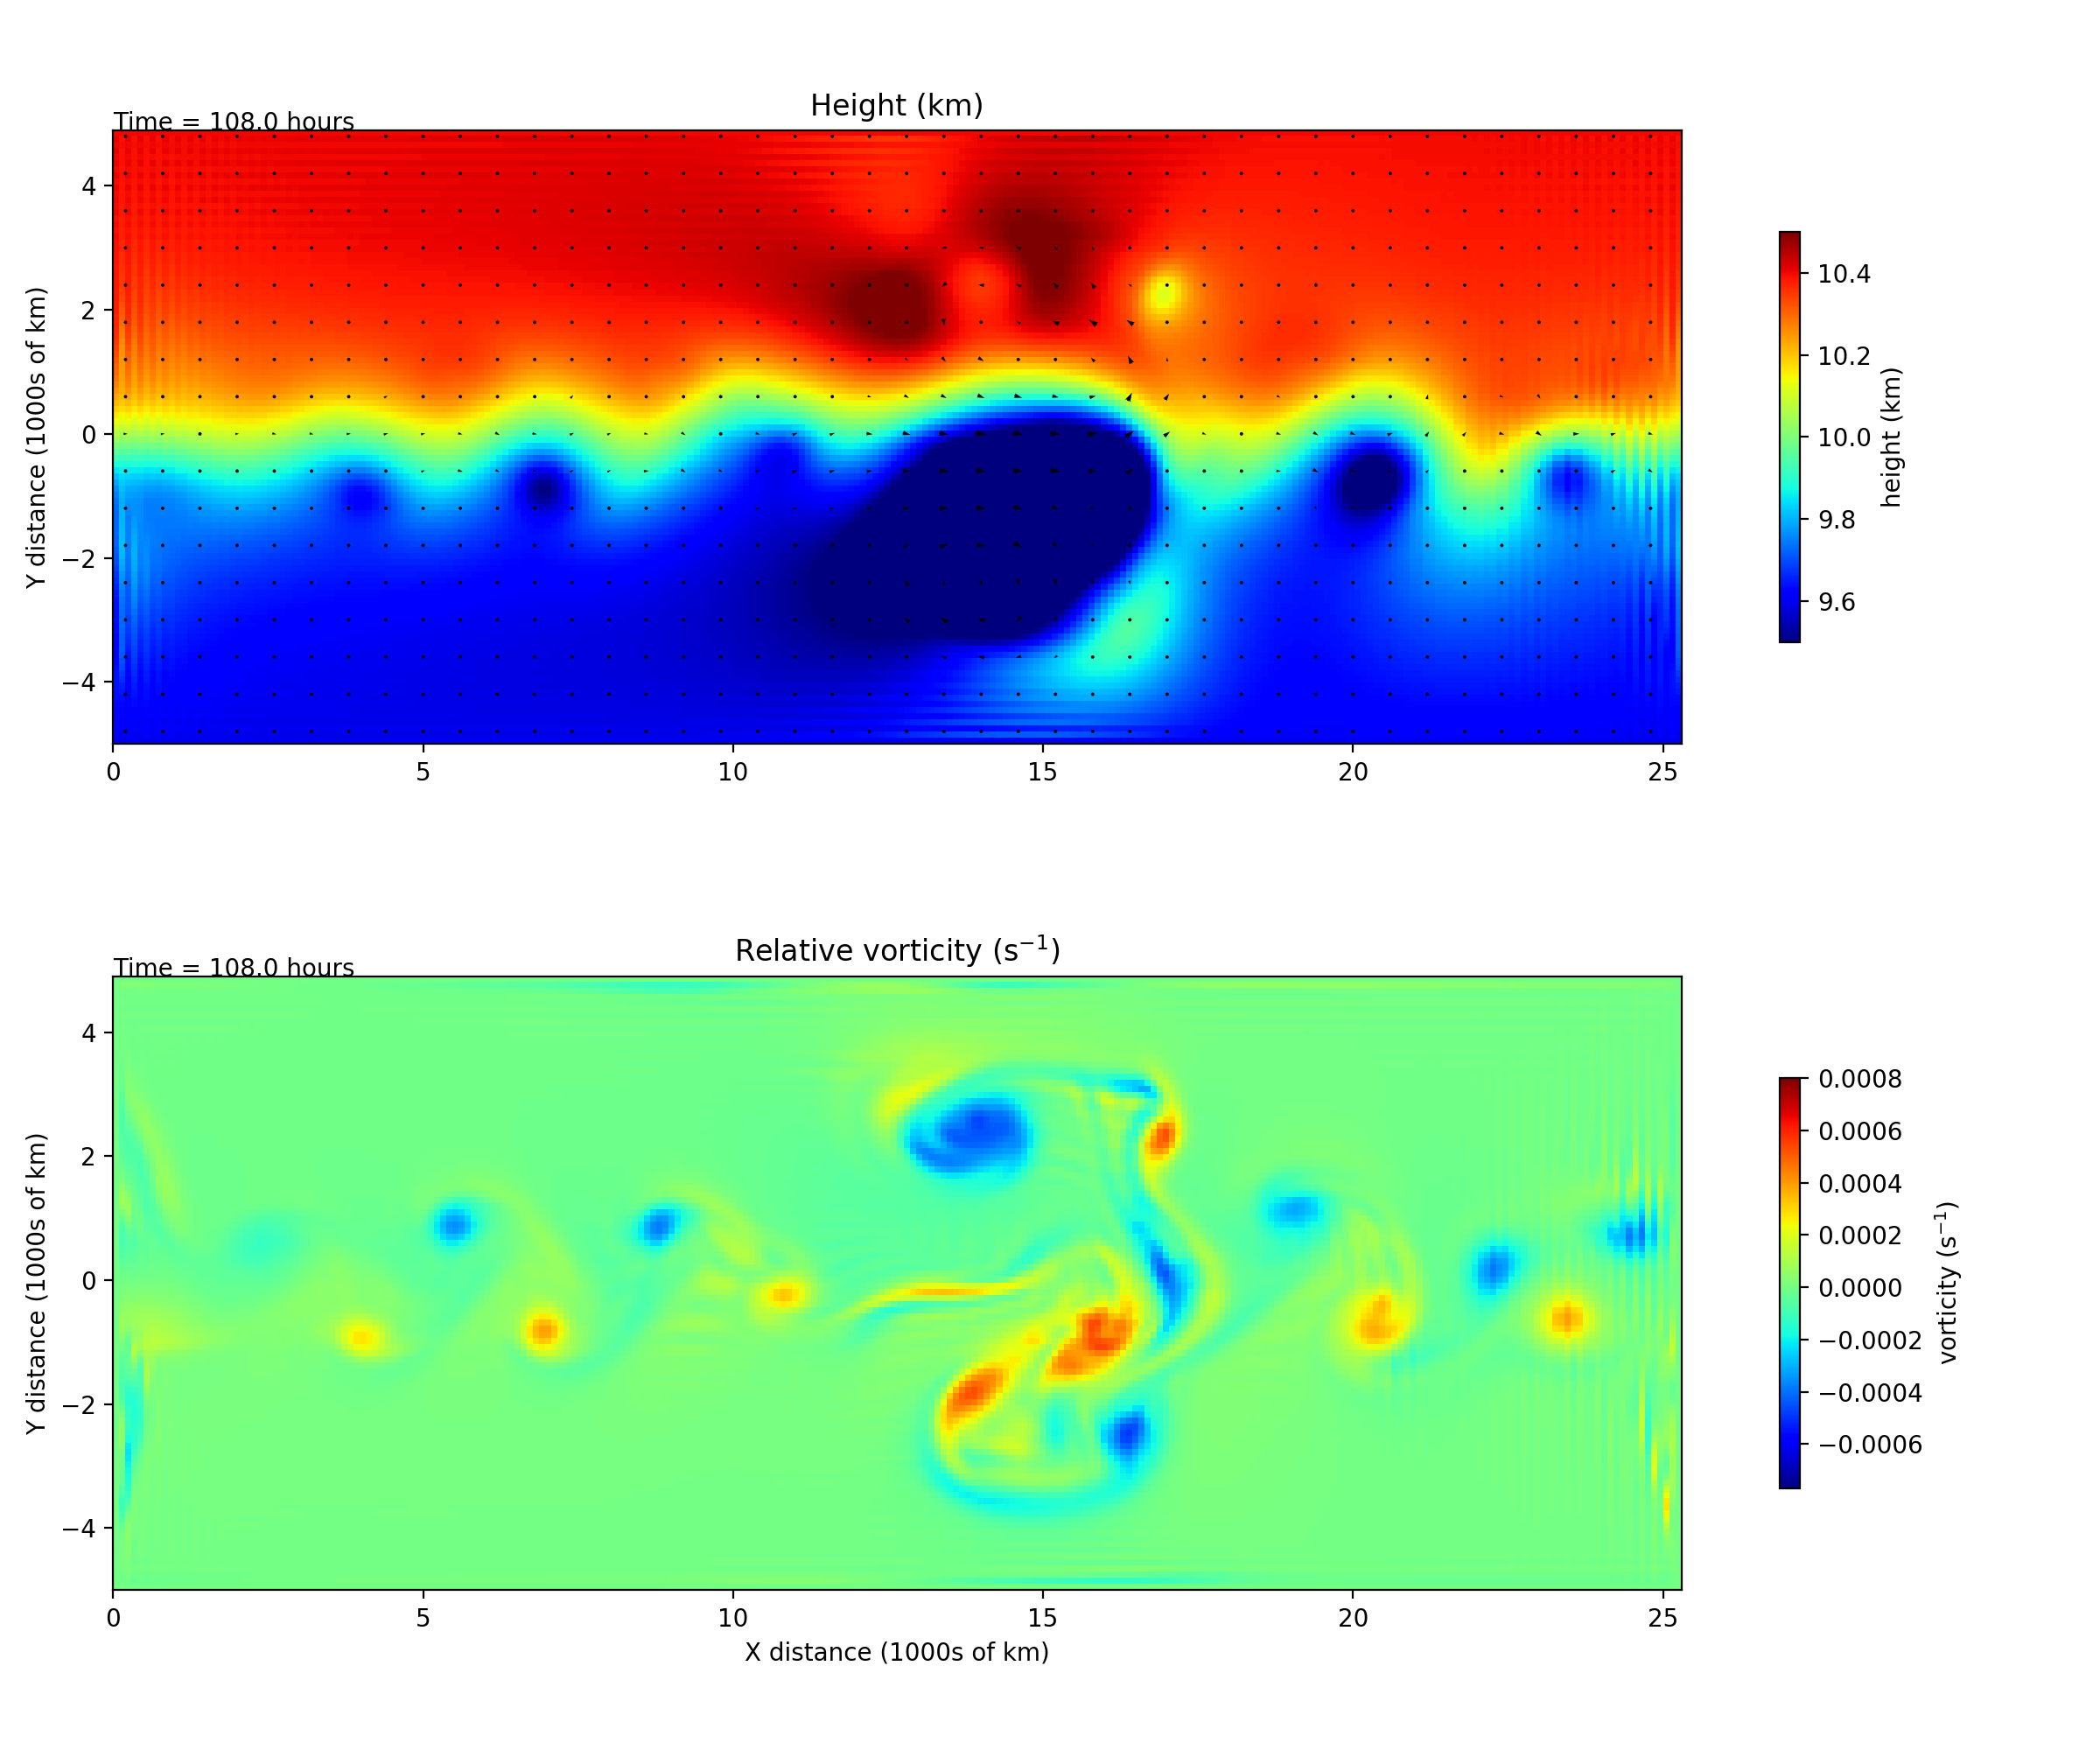 Height (km)
Time = 108.0 hours
Y distance (1000s of km)
4
2
0
−2
−4
0 5 10 15 20 25
10.4
10.2
10.0
9.8
9.6
height (km)
Relative vorticity (s⁻¹)
Time = 108.0 hours
Y distance (1000s of km)
4
2
0
−2
−4
0 5 10 15 20 25
X distance (1000s of km)
0.0008
0.0006
0.0004
0.0002
0.0000
−0.0002
−0.0004
−0.0006
vorticity (s⁻¹)